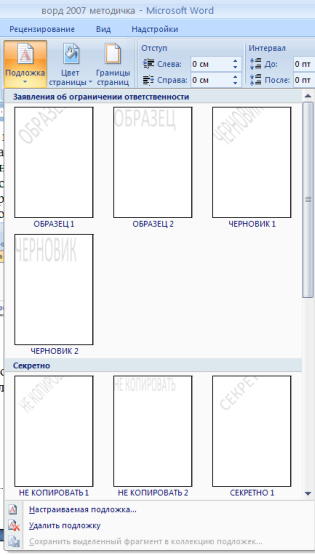 ворд 2007 методичка - Microsoft Word
Рецензирование Вид Надстройки
Подложка
Цвет страницы
Границы страниц
Отступ
Слева: 0 см
Справа: 0 см
Интервал
До: 0 пт
После: 0 пт
Заявления об ограничении ответственности
ОБРАЗЕЦ
ОБРАЗЕЦ
ЧЕРНОВИК
ОБРАЗЕЦ 1
ОБРАЗЕЦ 2
ЧЕРНОВИК 1
ЧЕРНОВИК
ЧЕРНОВИК 2
Секретно
НЕ КОПИРОВАТЬ
НЕ КОПИРОВАТЬ
СЕКРЕТНО
НЕ КОПИРОВАТЬ 1
НЕ КОПИРОВАТЬ 2
СЕКРЕТНО 1
Настраиваемая подложка...
Удалить подложку
Сохранить выделенный фрагмент в коллекцию подложек...